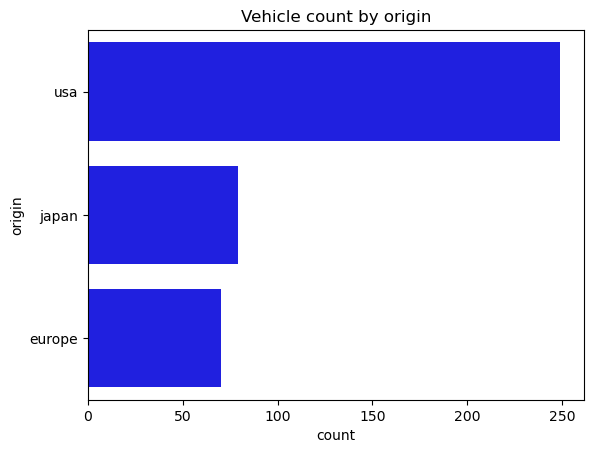 Vehicle count by origin
usa
japan
europe
origin
0 50 100 150 200 250
count